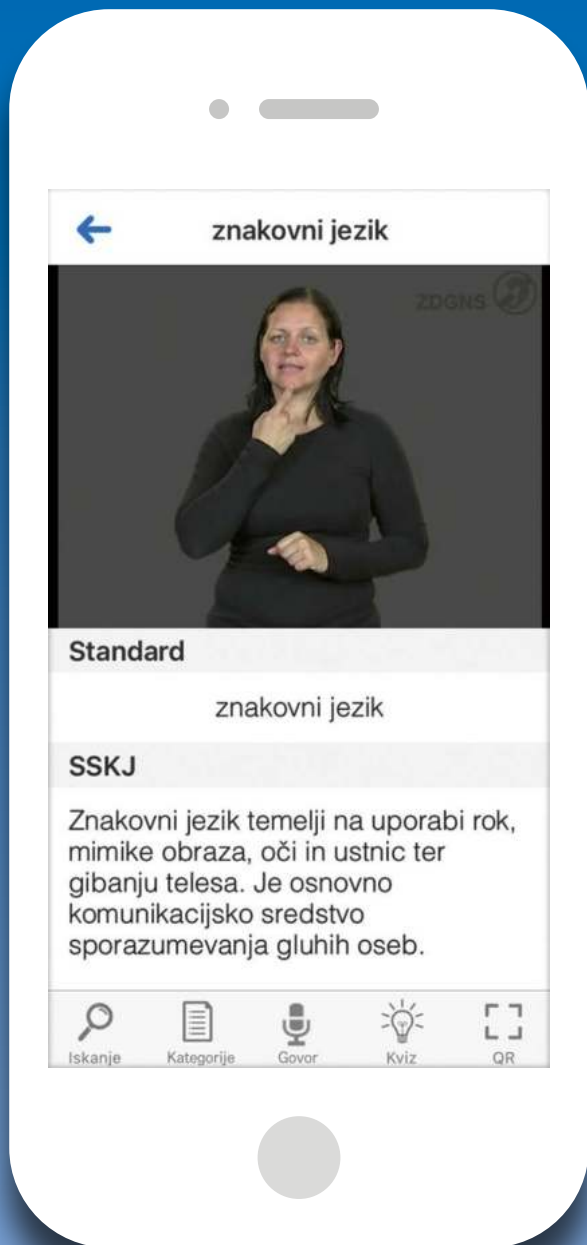 znakovni jezik
ZDGNS
Standard
znakovni jezik
SSKJ
Znakovni jezik temelji na uporabi rok,
mimike obraza, oči in ustnic ter
gibanju telesa. Je osnovno
komunikacijsko sredstvo
sporazumevanja gluhih oseb.
Iskanje Kategorije Govor Kviz QR